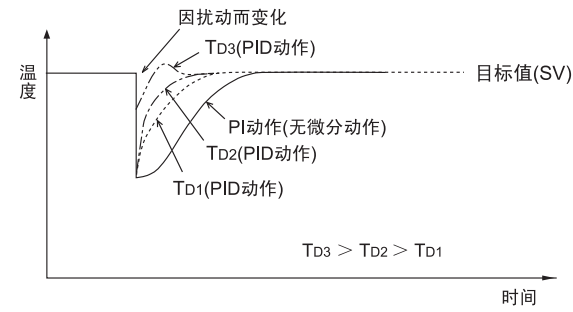 因扰动而变化
TD3(PID动作)
温度
目标值(SV)
PI动作(无微分动作)
TD2(PID动作)
TD1(PID动作)
TD3 > TD2 > TD1
时间